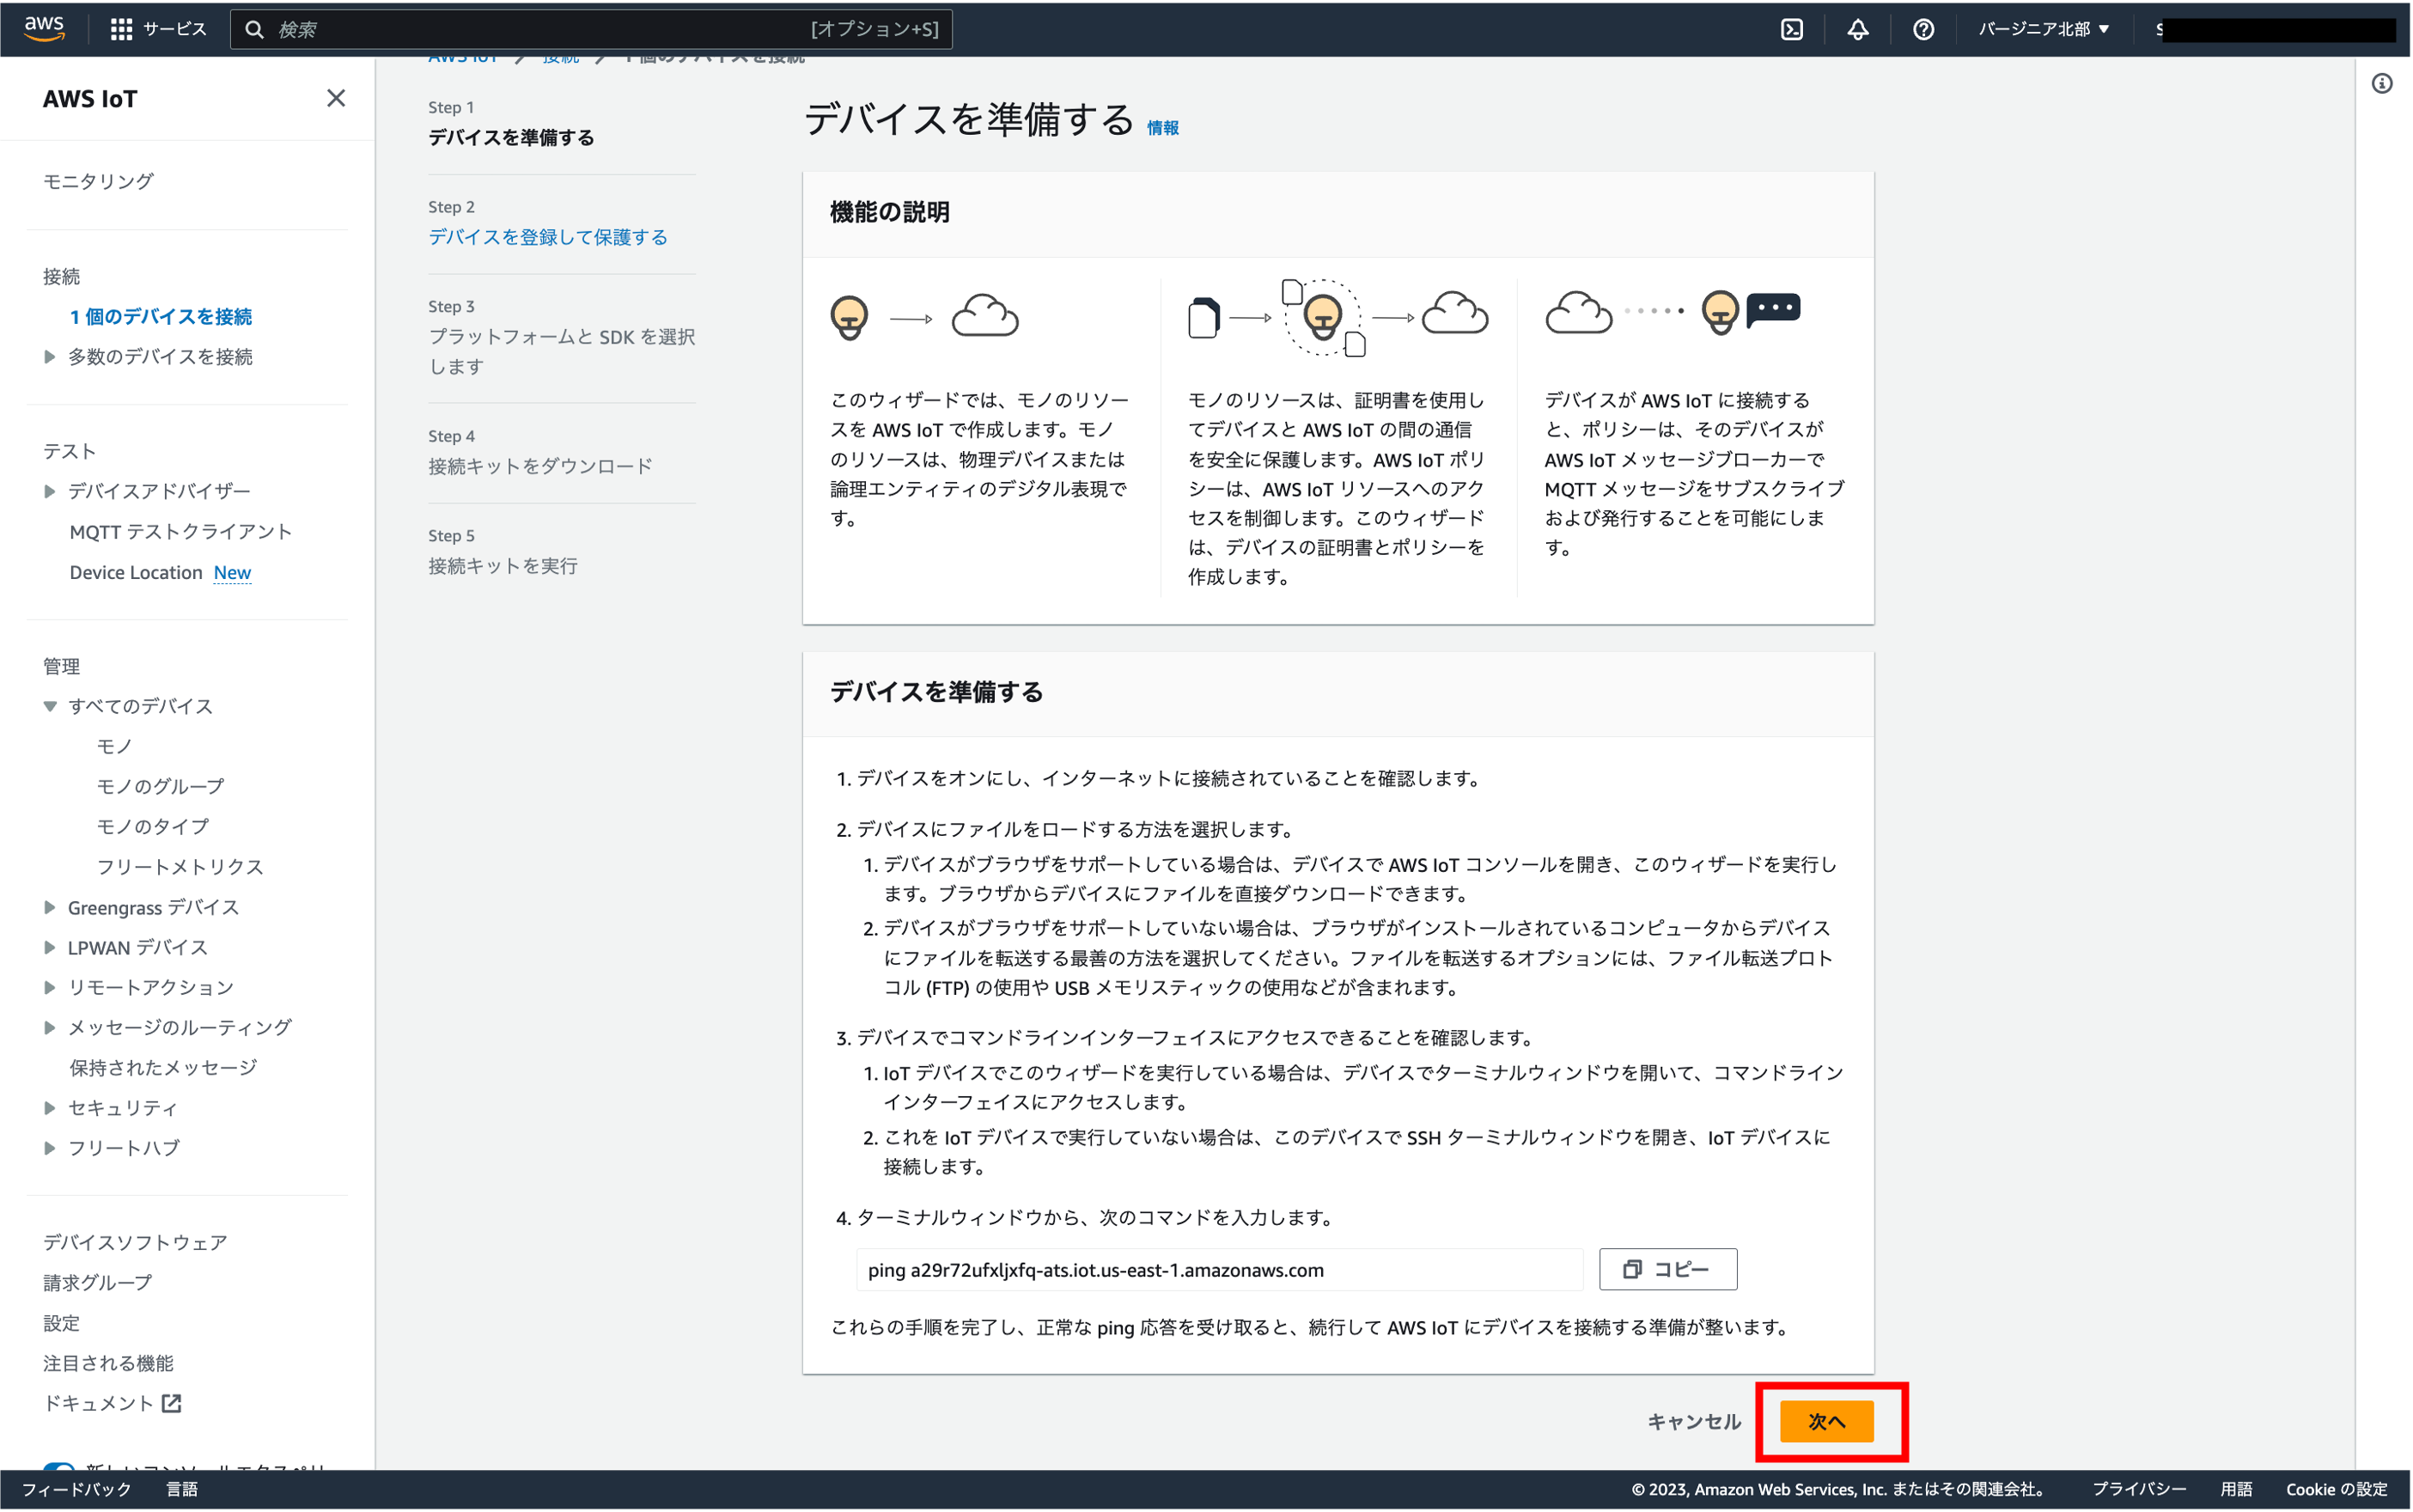 aws
サービス
検索
[オプション+S]
バージニア北部 ▼
AWS IoT
モニタリング
接続
1 個のデバイスを接続
多数のデバイスを接続
テスト
デバイスアドバイザー
MQTT テストクライアント
Device Location New
管理
すべてのデバイス
モノ
モノのグループ
モノのタイプ
フリートメトリクス
Greengrass デバイス
LPWAN デバイス
リモートアクション
メッセージのルーティング
保持されたメッセージ
セキュリティ
フリートハブ
デバイスソフトウェア
請求グループ
設定
注目される機能
ドキュメント
AWS IoT
接続
1 個のデバイスを接続
Step 1
デバイスを準備する
Step 2
デバイスを登録して保護する
Step 3
プラットフォームと SDK を選択
します
Step 4
接続キットをダウンロード
Step 5
接続キットを実行
デバイスを準備する 情報
機能の説明
このウィザードでは、モノのリソー
スを AWS IoT で作成します。モノ
のリソースは、物理デバイスまたは
論理エンティティのデジタル表現で
す。
モノのリソースは、証明書を使用し
てデバイスと AWS IoT の間の通信
を安全に保護します。AWS IoT ポリ
シーは、AWS IoT リソースへのアク
セスを制御します。このウィザード
は、デバイスの証明書とポリシーを
作成します。
デバイスが AWS IoT に接続する
と、ポリシーは、そのデバイスが
AWS IoT メッセージブローカーで
MQTT メッセージをサブスクライブ
および発行することを可能にしま
す。
デバイスを準備する
1. デバイスをオンにし、インターネットに接続されていることを確認します。
2. デバイスにファイルをロードする方法を選択します。
1. デバイスがブラウザをサポートしている場合は、デバイスで AWS IoT コンソールを開き、このウィザードを実行し
ます。ブラウザからデバイスにファイルを直接ダウンロードできます。
2. デバイスがブラウザをサポートしていない場合は、ブラウザがインストールされているコンピュータからデバイス
にファイルを転送する最善の方法を選択してください。ファイルを転送するオプションには、ファイル転送プロト
コル (FTP) の使用や USB メモリスティックの使用などが含まれます。
3. デバイスでコマンドラインインターフェイスにアクセスできることを確認します。
1. IoT デバイスでこのウィザードを実行している場合は、デバイスでターミナルウィンドウを開いて、コマンドライン
インターフェイスにアクセスします。
2. これを IoT デバイスで実行していない場合は、このデバイスで SSH ターミナルウィンドウを開き、IoT デバイスに
接続します。
4. ターミナルウィンドウから、次のコマンドを入力します。
ping a29r72ufxljxfq-ats.iot.us-east-1.amazonaws.com
コピー
これらの手順を完了し、正常な ping 応答を受け取ると、続行して AWS IoT にデバイスを接続する準備が整います。
キャンセル
次へ
フィードバック
言語
© 2023, Amazon Web Services, Inc. またはその関連会社。
プライバシー
用語
Cookie の設定